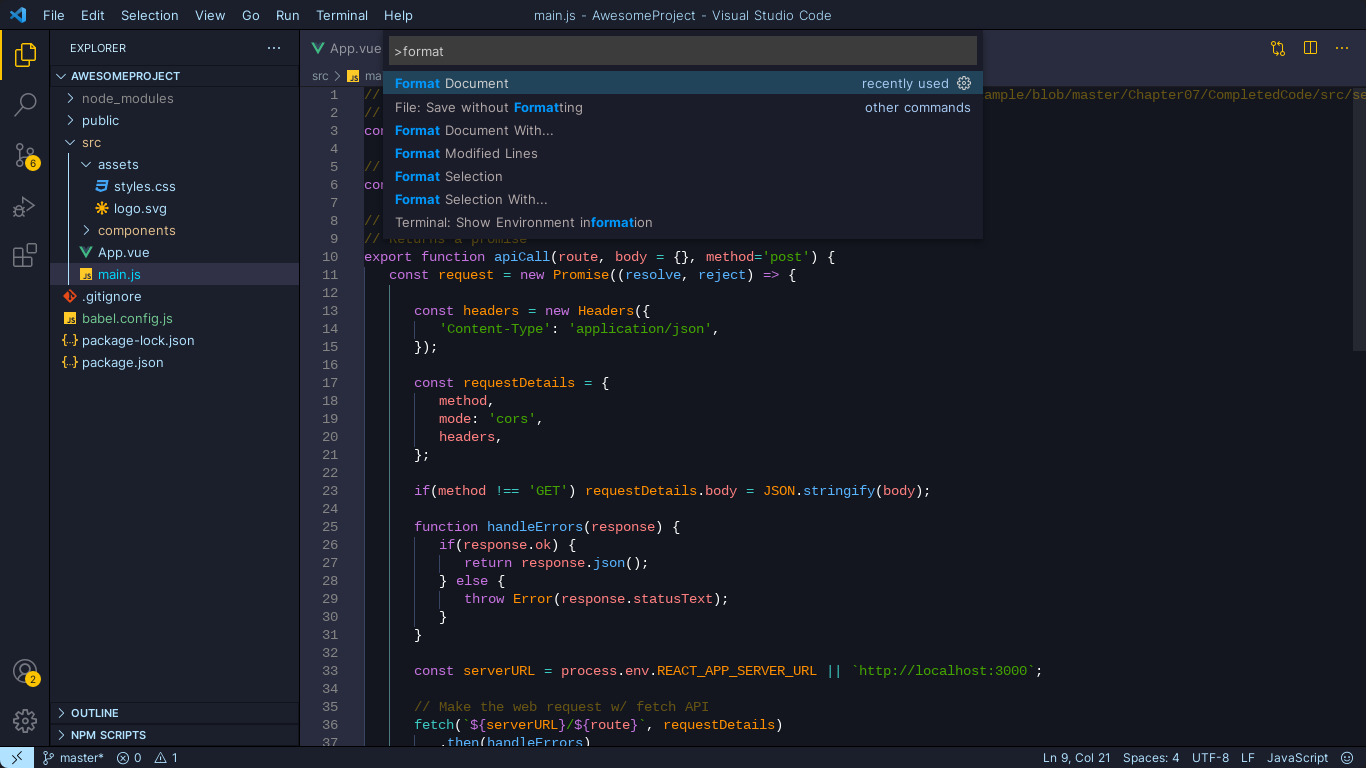 File Edit Selection View Go Run Terminal Help main.js - AwesomeProject - Visual Studio Code
EXPLORER
AWESOMEPROJECT
node_modules
public
src
assets
styles.css
logo.svg
components
App.vue
main.js
.gitignore
babel.config.js
package-lock.json
package.json
OUTLINE
NPM SCRIPTS
6
2
App.vue
src JS ma
>format
Format Document recently used
File: Save without Formatting other commands
Format Document With...
Format Modified Lines
Format Selection
Format Selection With...
Terminal: Show Environment information
1 // ample/blob/master/Chapter07/CompletedCode/src/se
2 //
3 con
4
5 //
6 con
7
8 //
9 // Returns a promise
10 export function apiCall(route, body = {}, method='post') {
11 const request = new Promise((resolve, reject) => {
12
13 const headers = new Headers({
14 'Content-Type': 'application/json',
15 });
16
17 const requestDetails = {
18 method,
19 mode: 'cors',
20 headers,
21 };
22
23 if(method !== 'GET') requestDetails.body = JSON.stringify(body);
24
25 function handleErrors(response) {
26 if(response.ok) {
27 return response.json();
28 } else {
29 throw Error(response.statusText);
30 }
31 }
32
33 const serverURL = process.env.REACT_APP_SERVER_URL || `http://localhost:3000`;
34
35 // Make the web request w/ fetch API
36 fetch(`${serverURL}/${route}`, requestDetails)
37 .then(handleErrors)
master* 0 1 Ln 9, Col 21 Spaces: 4 UTF-8 LF JavaScript